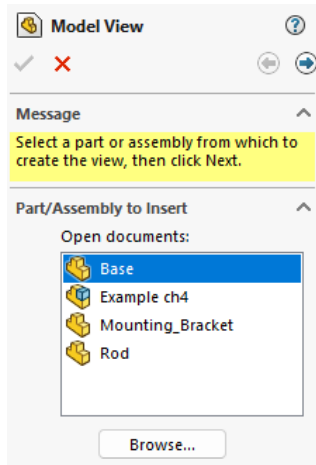 Model View
Message
Select a part or assembly from which to
create the view, then click Next.
Part/Assembly to Insert
Open documents:
Base
Example ch4
Mounting_Bracket
Rod
Browse...